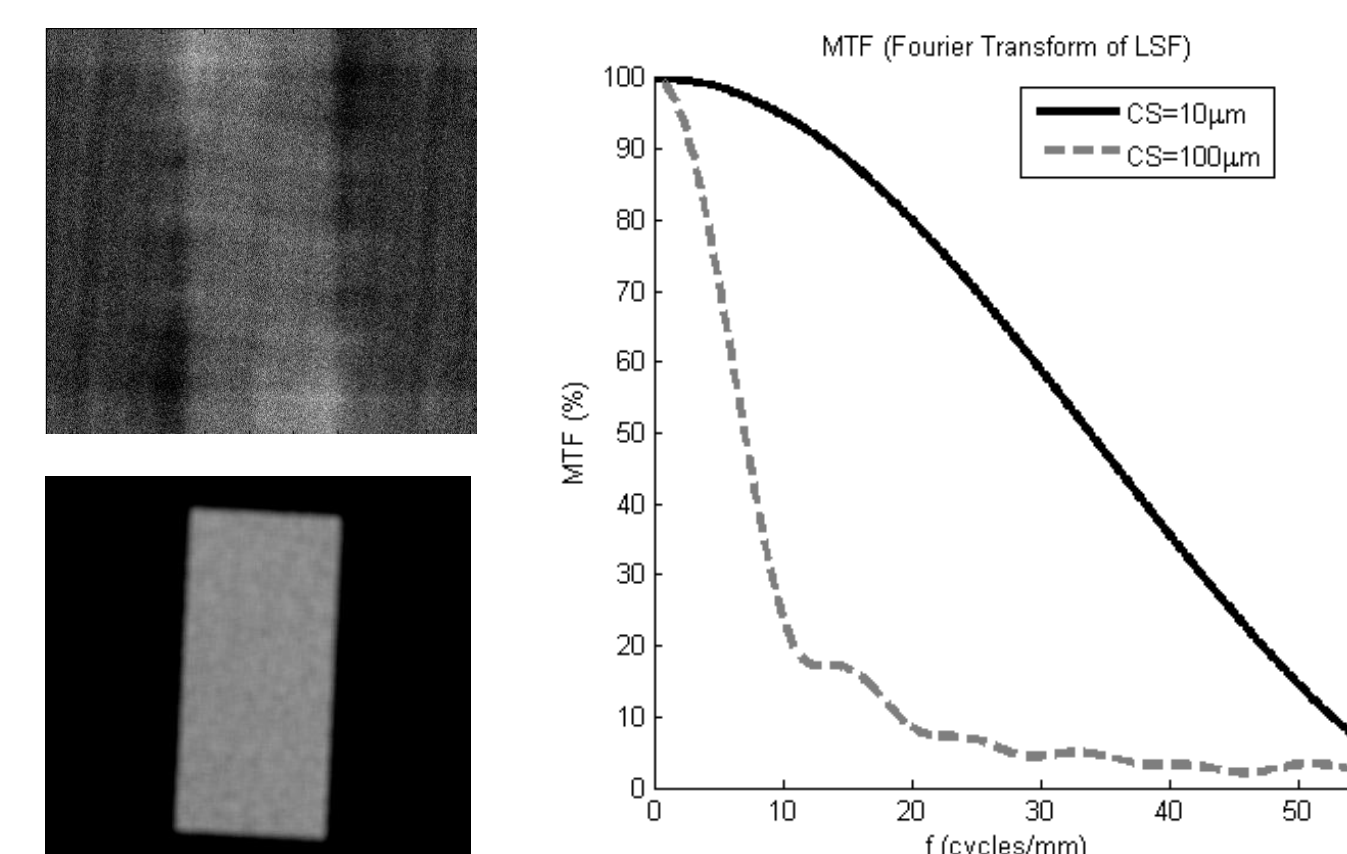 MTF (Fourier Transform of LSF)
CS=10μm
CS=100μm
MTF (%)
100
90
80
70
60
50
40
30
20
10
0
0 10 20 30 40 50
f (cycles/mm)